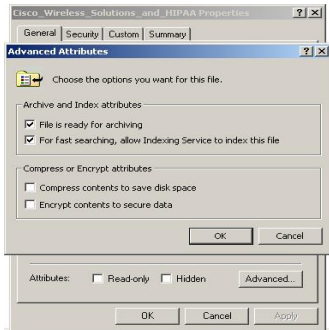 Cisco_Wireless_Solutions_and_HIPAA Properties
General Security Custom Summary
Advanced Attributes
Choose the options you want for this file.
Archive and Index attributes
File is ready for archiving
For fast searching, allow Indexing Service to index this file
Compress or Encrypt attributes
Compress contents to save disk space
Encrypt contents to secure data
OK Cancel
Attributes: Read-only Hidden Advanced...
OK Cancel Apply